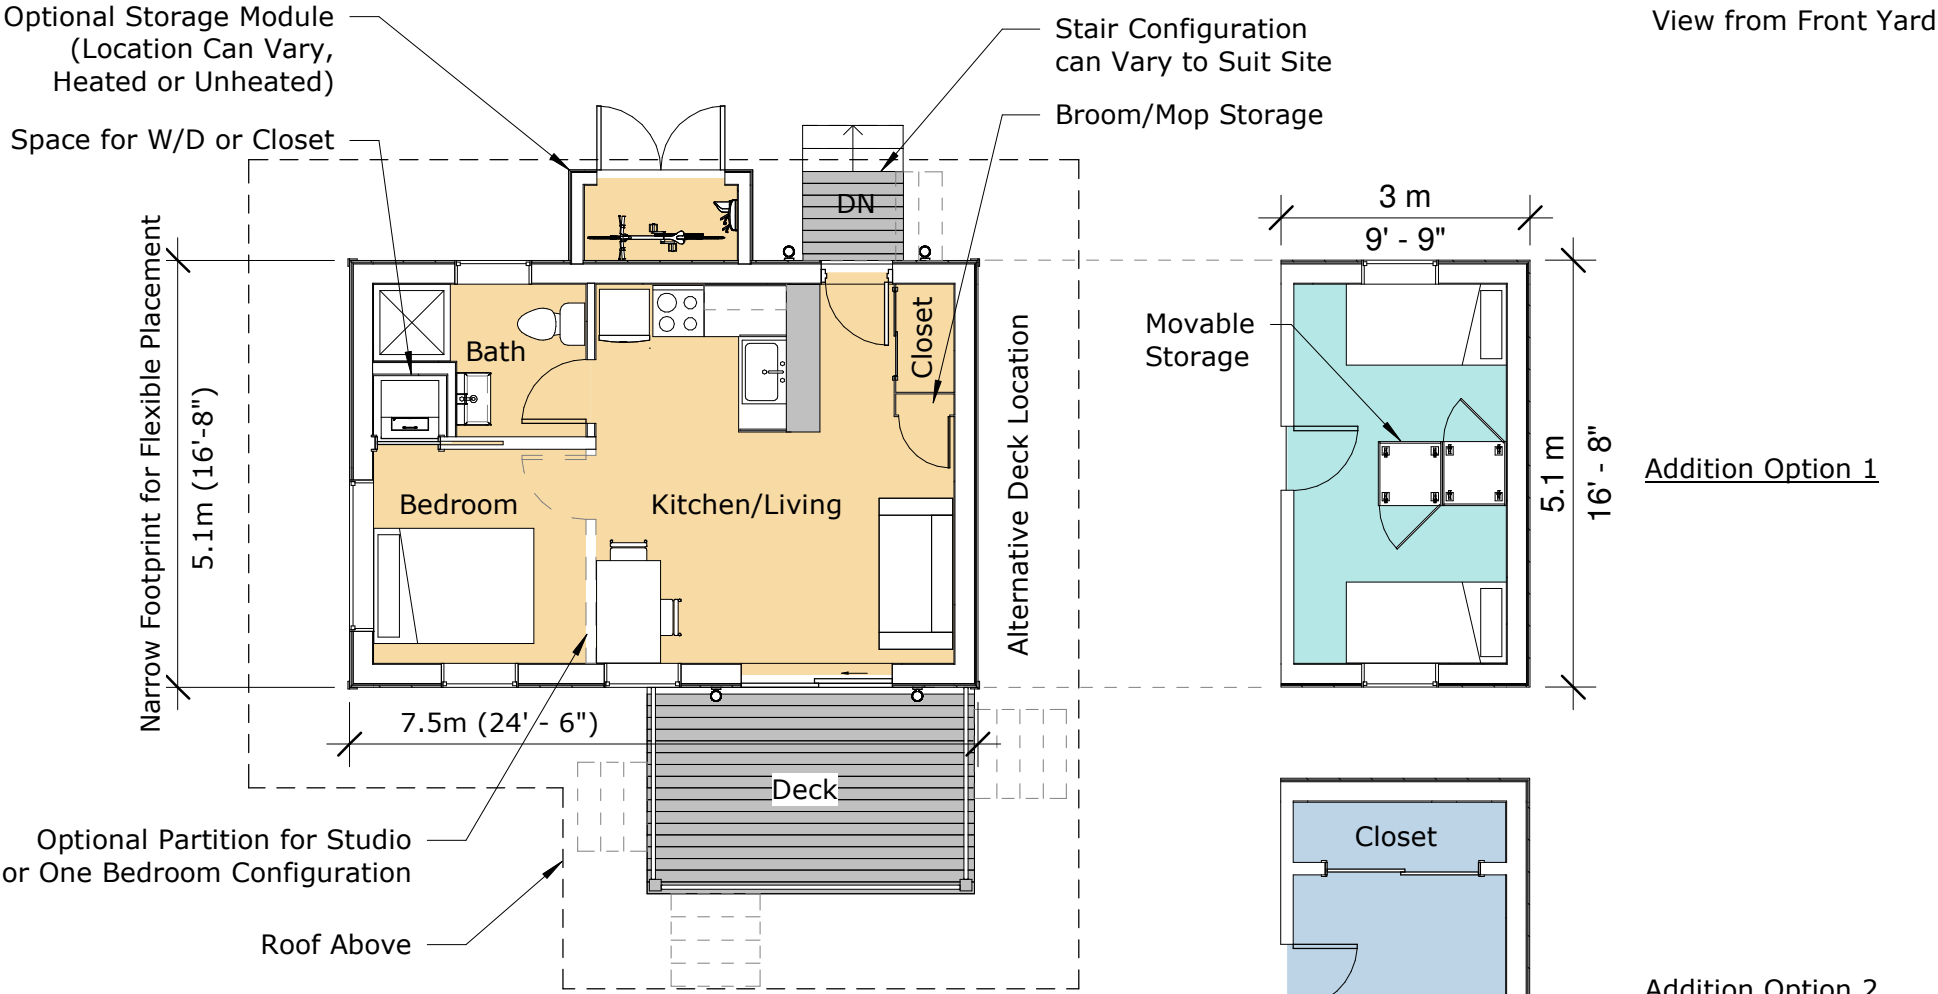 Optional Storage Module
(Location Can Vary,
Heated or Unheated)
Space for W/D or Closet
Stair Configuration
can Vary to Suit Site
Broom/Mop Storage
View from Front Yard
DN
3 m
9' - 9"
Narrow Footprint for Flexible Placement
5.1m (16'-8")
Bath
Closet
Bedroom
Kitchen/Living
Alternative Deck Location
Movable
Storage
5.1 m
16' - 8"
Addition Option 1
7.5m (24' - 6")
Deck
Optional Partition for Studio
or One Bedroom Configuration
Roof Above
Closet
Addition Option 2